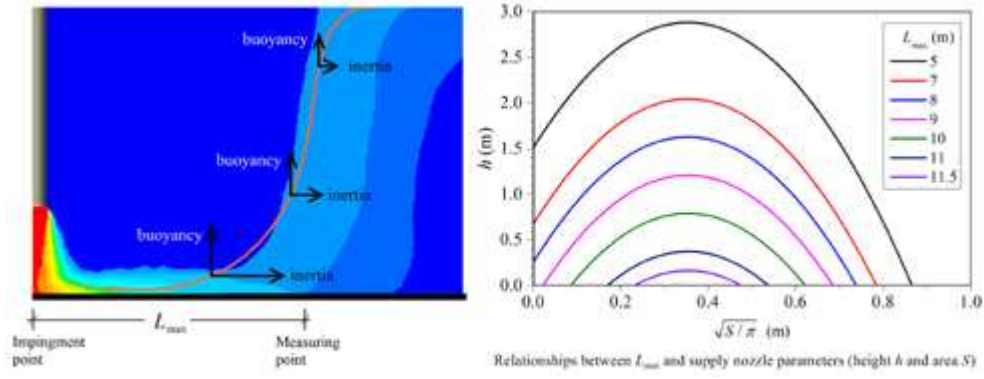 buoyancy
inertia
buoyancy
inertia
buoyancy
inertia
L_max
Impingment
point
Measuring
point
3.0
2.5
2.0
1.5
1.0
0.5
0.0
h (m)
L_max (m)
5
7
8
9
10
11
11.5
0.0 0.2 0.4 0.6 0.8 1.0
√S/π (m)
Relationships between L_max and supply nozzle parameters (height h and area S)